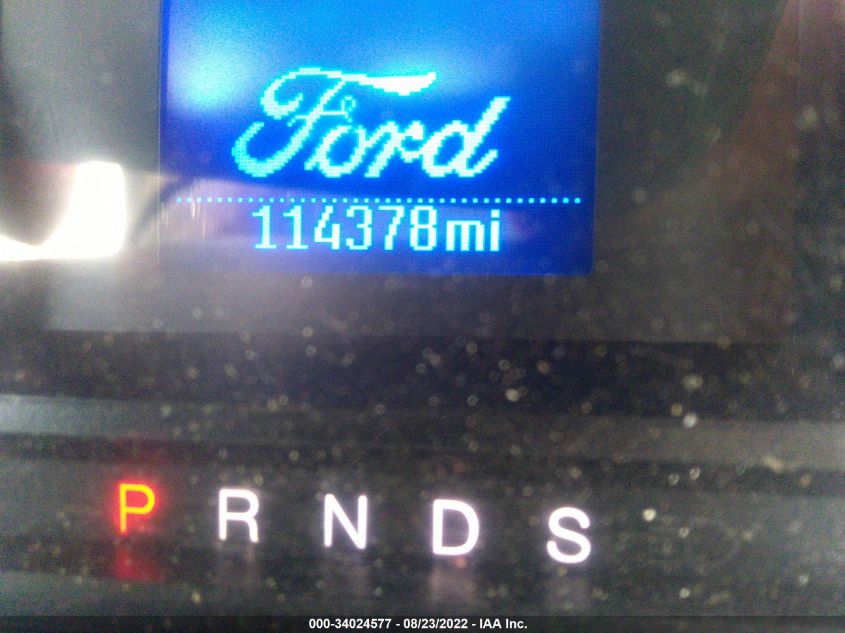 Ford
114378mi
P R N D S
000-34024577 - 08/23/2022 - IAA Inc.